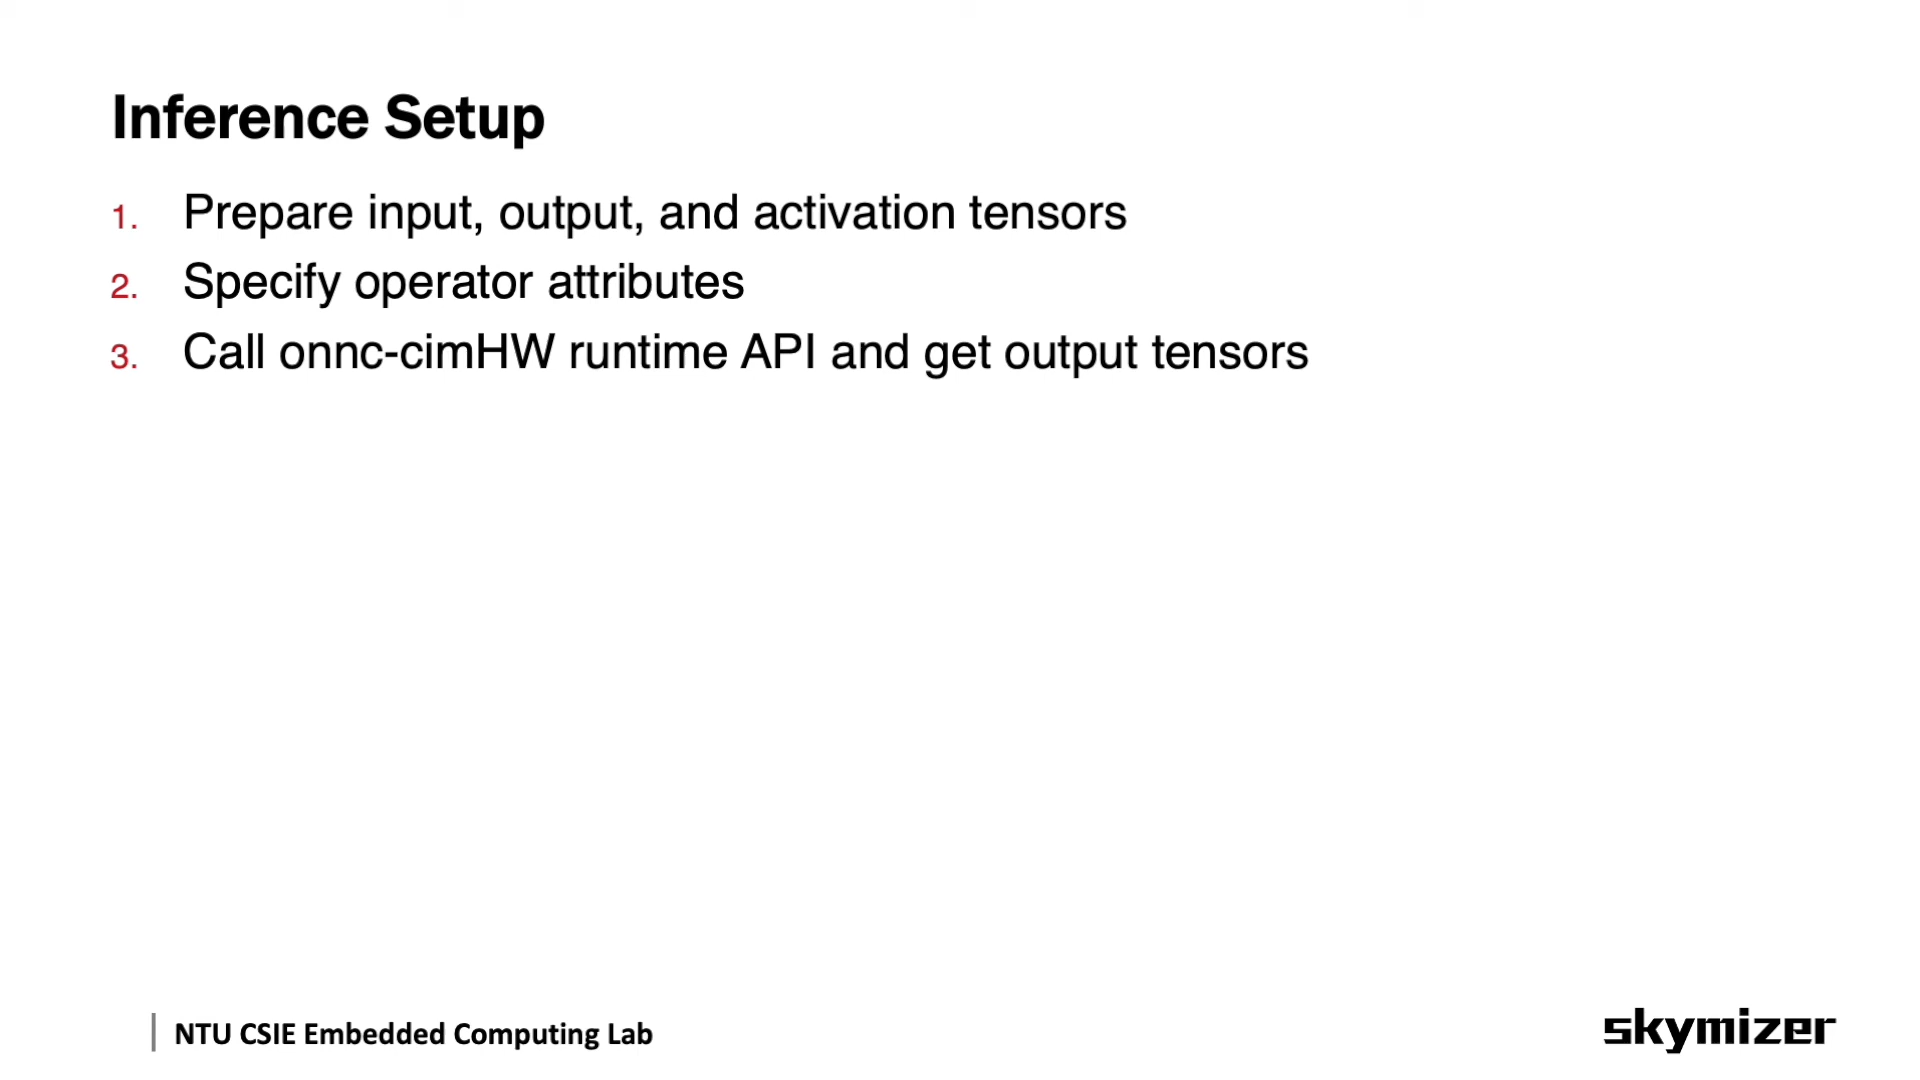 Inference Setup
1. Prepare input, output, and activation tensors
2. Specify operator attributes
3. Call onnc-cimHW runtime API and get output tensors
NTU CSIE Embedded Computing Lab
skymizer